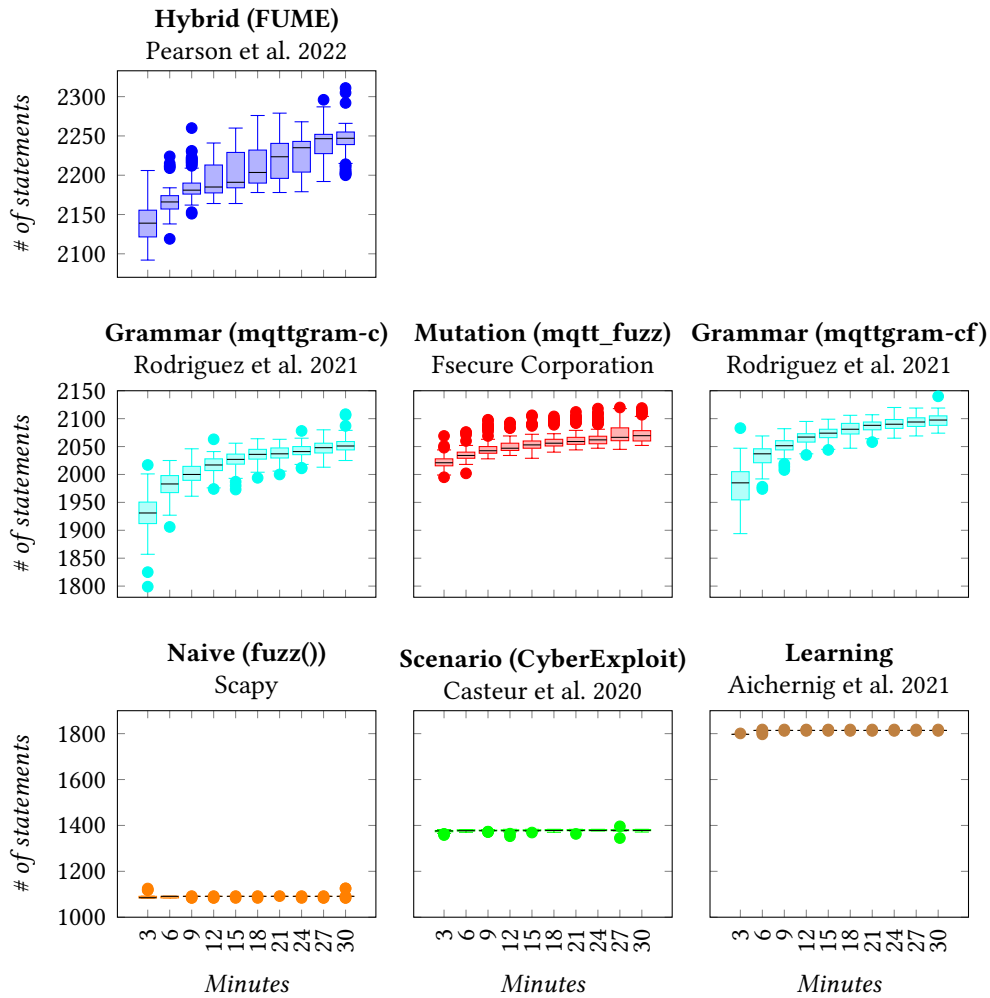 Hybrid (FUME)
Pearson et al. 2022
# of statements
2300
2250
2200
2150
2100
Grammar (mqttgram-c)
Rodriguez et al. 2021
Mutation (mqtt_fuzz)
Fsecure Corporation
Grammar (mqttgram-cf)
Rodriguez et al. 2021
# of statements
2150
2100
2050
2000
1950
1900
1850
1800
Naive (fuzz())
Scapy
Scenario (CyberExploit)
Casteur et al. 2020
Learning
Aichernig et al. 2021
# of statements
1800
1600
1400
1200
1000
3 6 9 12 15 18 21 24 27 30
3 6 9 12 15 18 21 24 27 30
3 6 9 12 15 18 21 24 27 30
Minutes
Minutes
Minutes